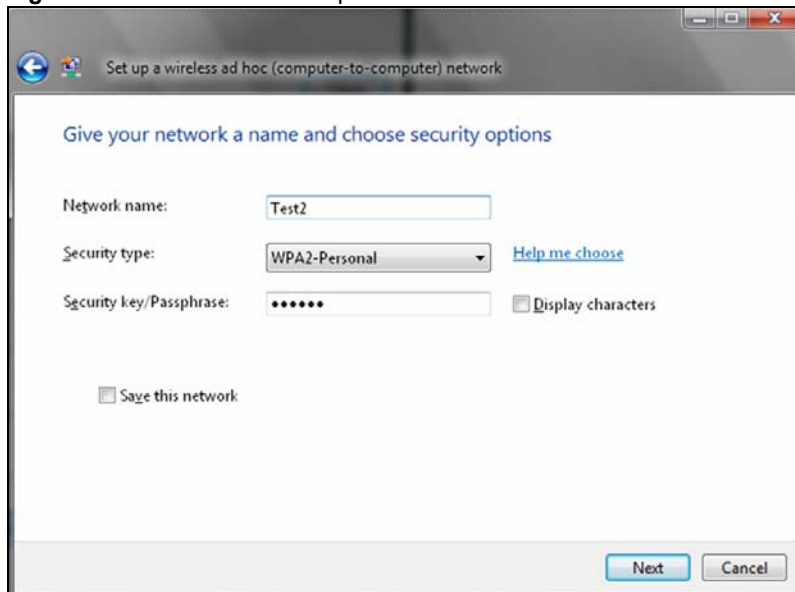 Set up a wireless ad hoc (computer-to-computer) network
Give your network a name and choose security options
Network name: Test2
Security type: WPA2-Personal Help me choose
Security key/Passphrase: •••••• Display characters
Save this network
Next Cancel